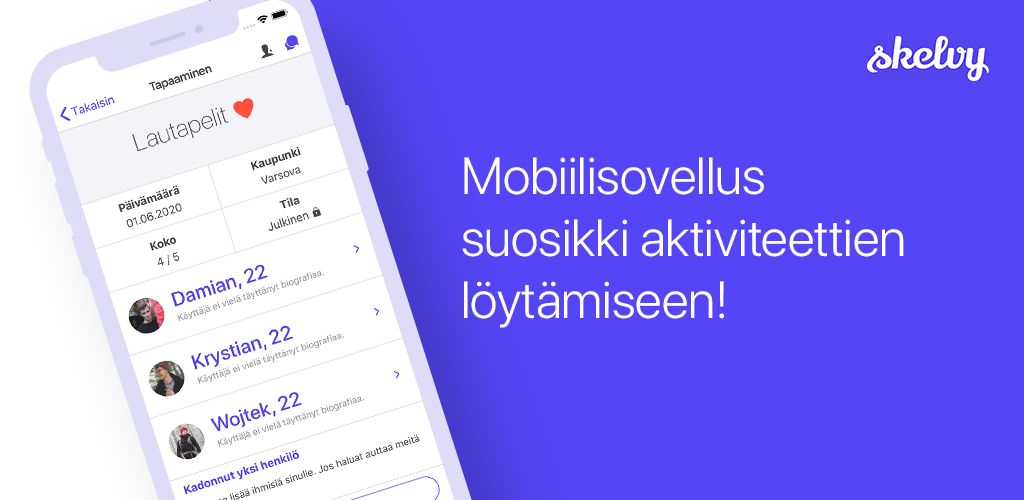 Tapaaminen
Takaisin
Lautapelit
Päivämäärä
01.06.2020
Kaupunki
Varsova
Koko
4 / 5
Tila
Julkinen
Damian, 22
Käyttäjä ei vielä täyttänyt biografiaa.
Krystian, 22
Käyttäjä ei vielä täyttänyt biografiaa.
Wojtek, 22
Käyttäjä ei vielä täyttänyt biografiaa.
Kadonnut yksi henkilö
lisää ihmisiä sinulle. Jos haluat auttaa meitä
skelvy
Mobiilisovellus
suosikki aktiviteettien
löytämiseen!